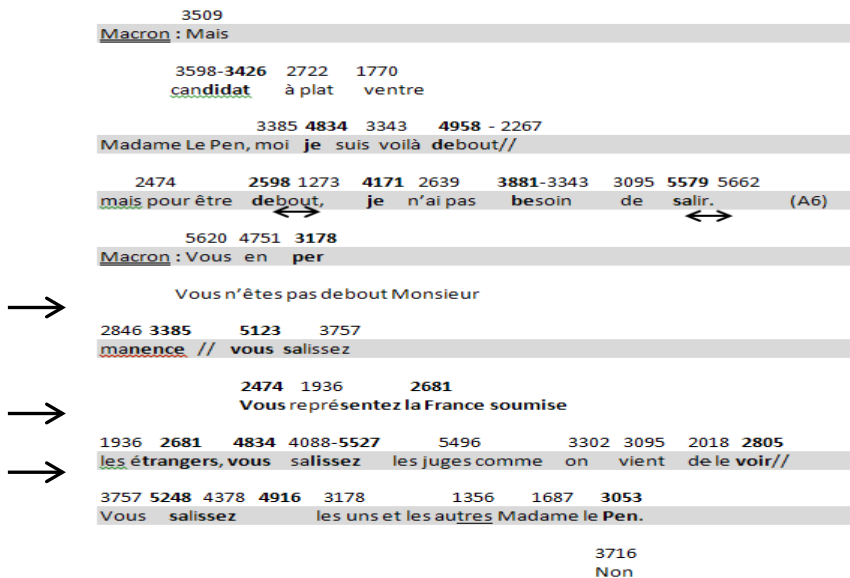 3509
Macron : Mais
3598-3426 2722 1770
candidat à plat ventre
3385 4834 3343 4958 - 2267
Madame Le Pen, moi je suis voilà debout//
2474 2598 1273 4171 2639 3881-3343 3095 5579 5662
mais pour être debout, je n'ai pas besoin de salir. (A6)
5620 4751 3178
Macron : Vous en per
Vous n'êtes pas debout Monsieur
2846 3385 5123 3757
manence // vous salissez
2474 1936 2681
Vous représentez la France soumise
1936 2681 4834 4088-5527 5496 3302 3095 2018 2805
les étrangers, vous salissez les juges comme on vient de le voir//
3757 5248 4378 4916 3178 1356 1687 3053
Vous salissez les uns et les autres Madame le Pen.
3716
Non